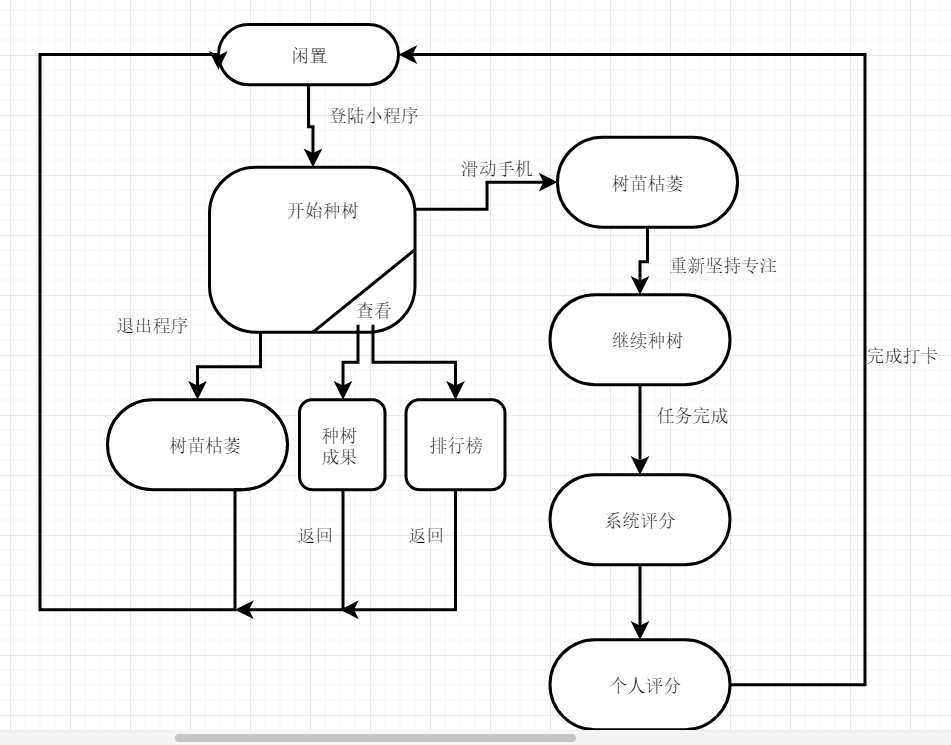 闲置
登陆小程序
滑动手机
树苗枯萎
开始种树
重新坚持专注
查看
退出程序
继续种树
完成打卡
任务完成
树苗枯萎
种树
成果
排行榜
系统评分
返回
返回
个人评分